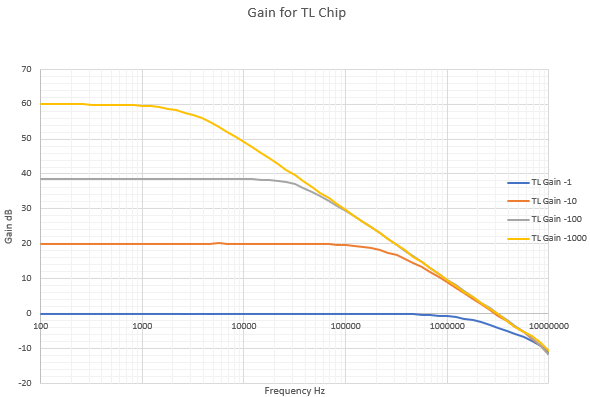 Gain for TL Chip
70
60
50
40
30
20
10
0
-10
-20
100
1000
10000
100000
1000000
10000000
Gain dB
Frequency Hz
TL Gain -1
TL Gain -10
TL Gain -100
TL Gain -1000